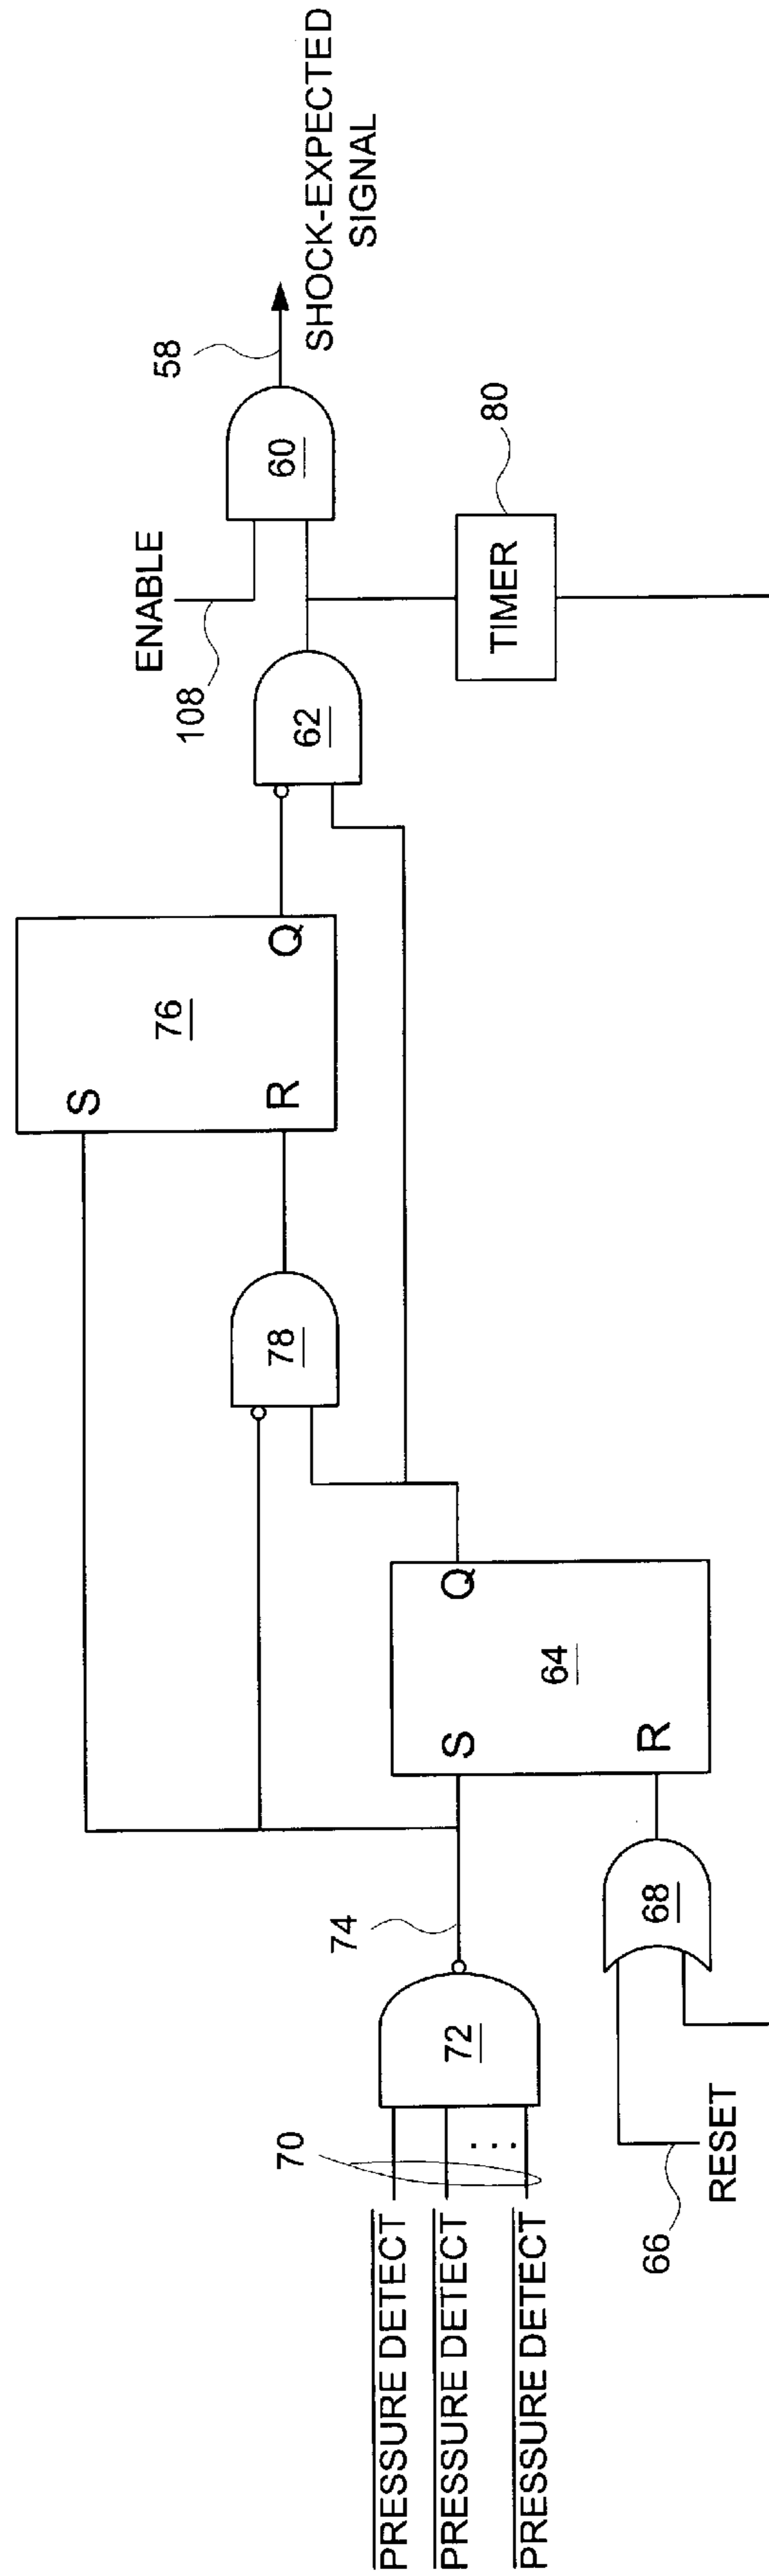 PRESSURE DETECT
PRESSURE DETECT
PRESSURE DETECT
70
. . .
72
74
66
RESET
68
S
R
Q
64
78
S
R
Q
76
62
ENABLE
108
60
58
SHOCK-EXPECTED
SIGNAL
TIMER
80